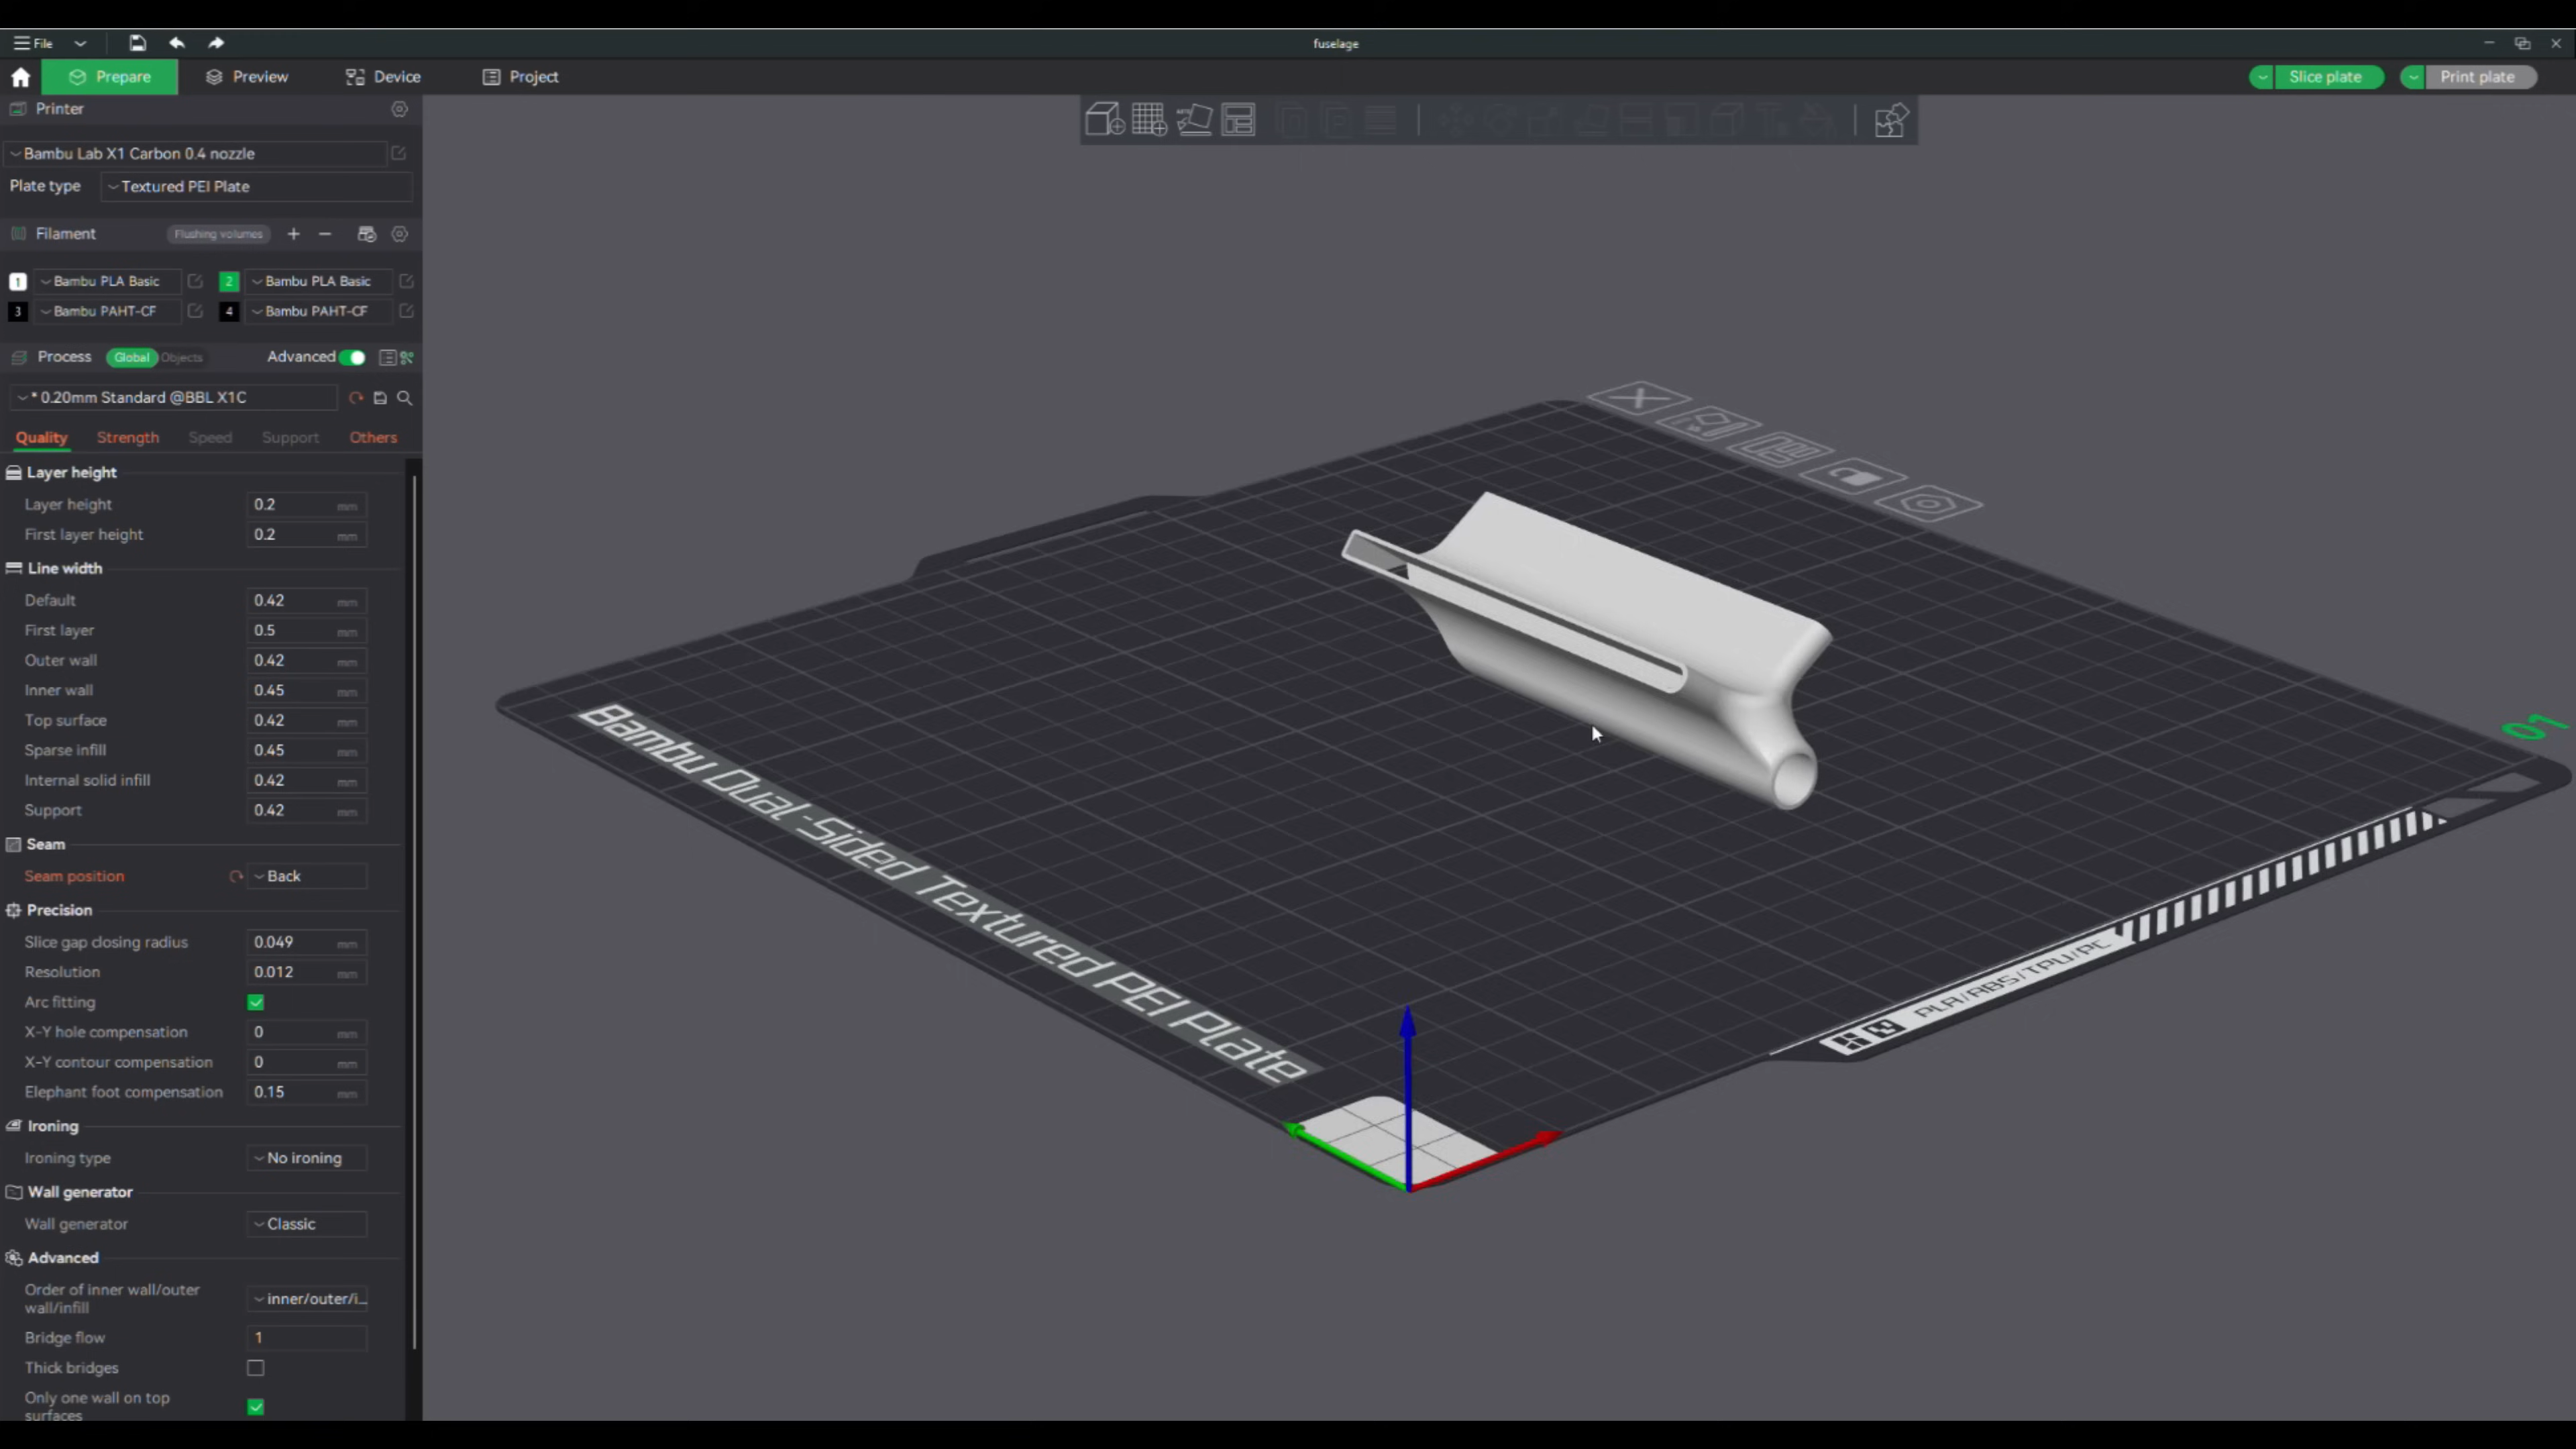 File
fuselage
Prepare
Preview
Device
Project
Slice plate
Print plate
Printer
Bambu Lab X1 Carbon 0.4 nozzle
Plate type
Textured PEI Plate
Filament
Flushing volumes
1 Bambu PLA Basic
2 Bambu PLA Basic
3 Bambu PAHT-CF
4 Bambu PAHT-CF
Process
Global
Objects
Advanced
* 0.20mm Standard @BBL X1C
Quality
Strength
Speed
Support
Others
Layer height
Layer height 0.2 mm
First layer height 0.2 mm
Line width
Default 0.42 mm
First layer 0.5 mm
Outer wall 0.42 mm
Inner wall 0.45 mm
Top surface 0.42 mm
Sparse infill 0.45 mm
Internal solid infill 0.42 mm
Support 0.42 mm
Seam
Seam position Back
Precision
Slice gap closing radius 0.049 mm
Resolution 0.012 mm
Arc fitting
X-Y hole compensation 0 mm
X-Y contour compensation 0 mm
Elephant foot compensation 0.15 mm
Ironing
Ironing type No ironing
Wall generator
Wall generator Classic
Advanced
Order of inner wall/outer
wall/infill inner/outer/i...
Bridge flow 1
Thick bridges
Only one wall on top
surfaces
Bambu Dual-Sided Textured PEI Plate
PLA/ABS/TPU/PC
01